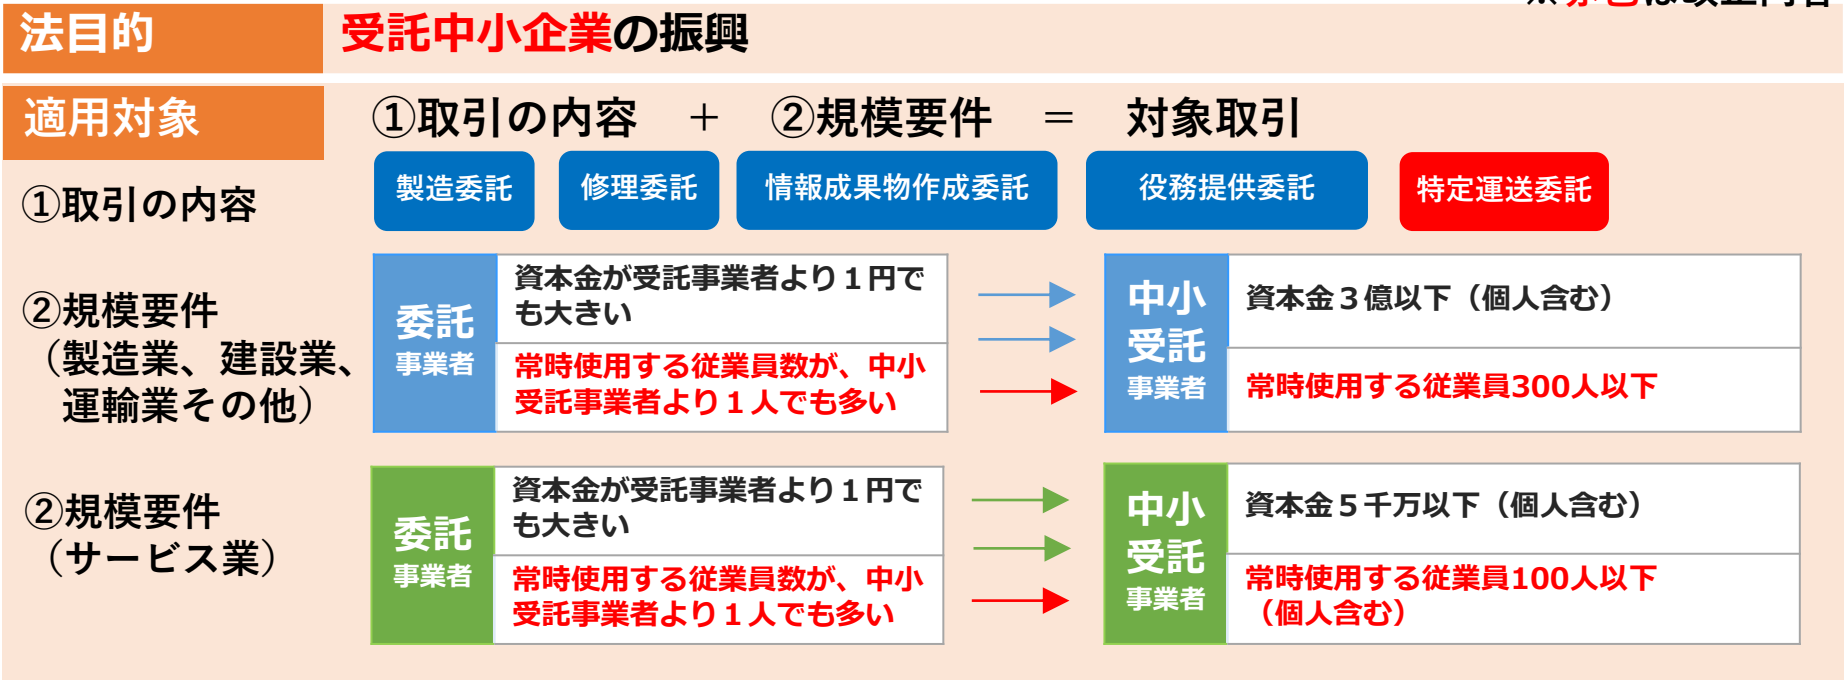 法目的
受託中小企業の振興
適用対象
①取引の内容 + ②規模要件 = 対象取引
①取引の内容
製造委託
修理委託
情報成果物作成委託
役務提供委託
特定運送委託
②規模要件
（製造業、建設業、
運輸業その他）
委託
事業者
資本金が受託事業者より１円で
も大きい
常時使用する従業員数が、中小
受託事業者より１人でも多い
中小
受託
事業者
資本金３億以下（個人含む）
常時使用する従業員300人以下
②規模要件
（サービス業）
委託
事業者
資本金が受託事業者より１円で
も大きい
常時使用する従業員数が、中小
受託事業者より１人でも多い
中小
受託
事業者
資本金５千万以下（個人含む）
常時使用する従業員100人以下
（個人含む）